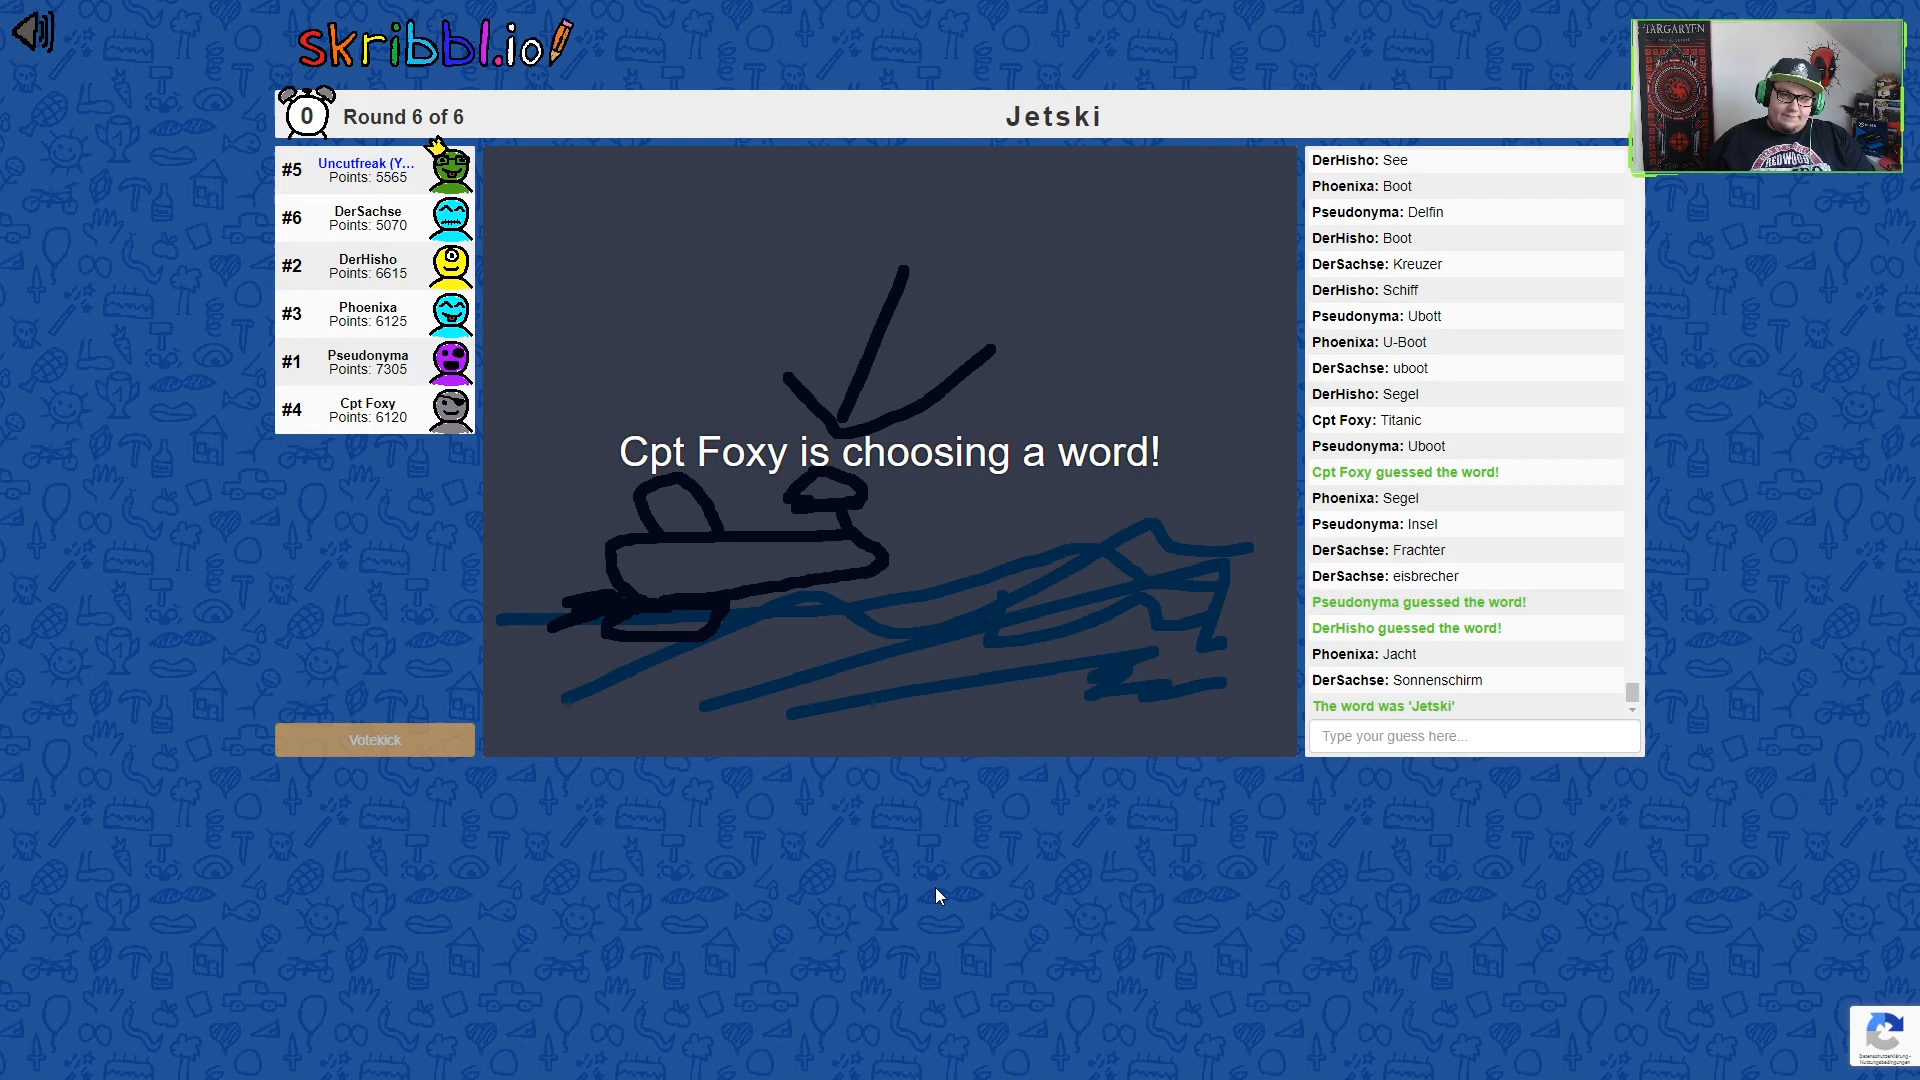 skribbl.io
TARGARYEN
0
Round 6 of 6
Jetski
#5
Uncutfreak (Y...
Points: 5565
#6
DerSachse
Points: 5070
#2
DerHisho
Points: 6615
#3
Phoenixa
Points: 6125
#1
Pseudonyma
Points: 7305
#4
Cpt Foxy
Points: 6120
Votekick
Cpt Foxy is choosing a word!
DerHisho: See
Phoenixa: Boot
Pseudonyma: Delfin
DerHisho: Boot
DerSachse: Kreuzer
DerHisho: Schiff
Pseudonyma: Ubott
Phoenixa: U-Boot
DerSachse: uboot
DerHisho: Segel
Cpt Foxy: Titanic
Pseudonyma: Uboot
Cpt Foxy guessed the word!
Phoenixa: Segel
Pseudonyma: Insel
DerSachse: Frachter
DerSachse: eisbrecher
Pseudonyma guessed the word!
DerHisho guessed the word!
Phoenixa: Jacht
DerSachse: Sonnenschirm
The word was 'Jetski'
Type your guess here...
REDWOOD
Datenschutzerklärung -
Nutzungsbedingungen